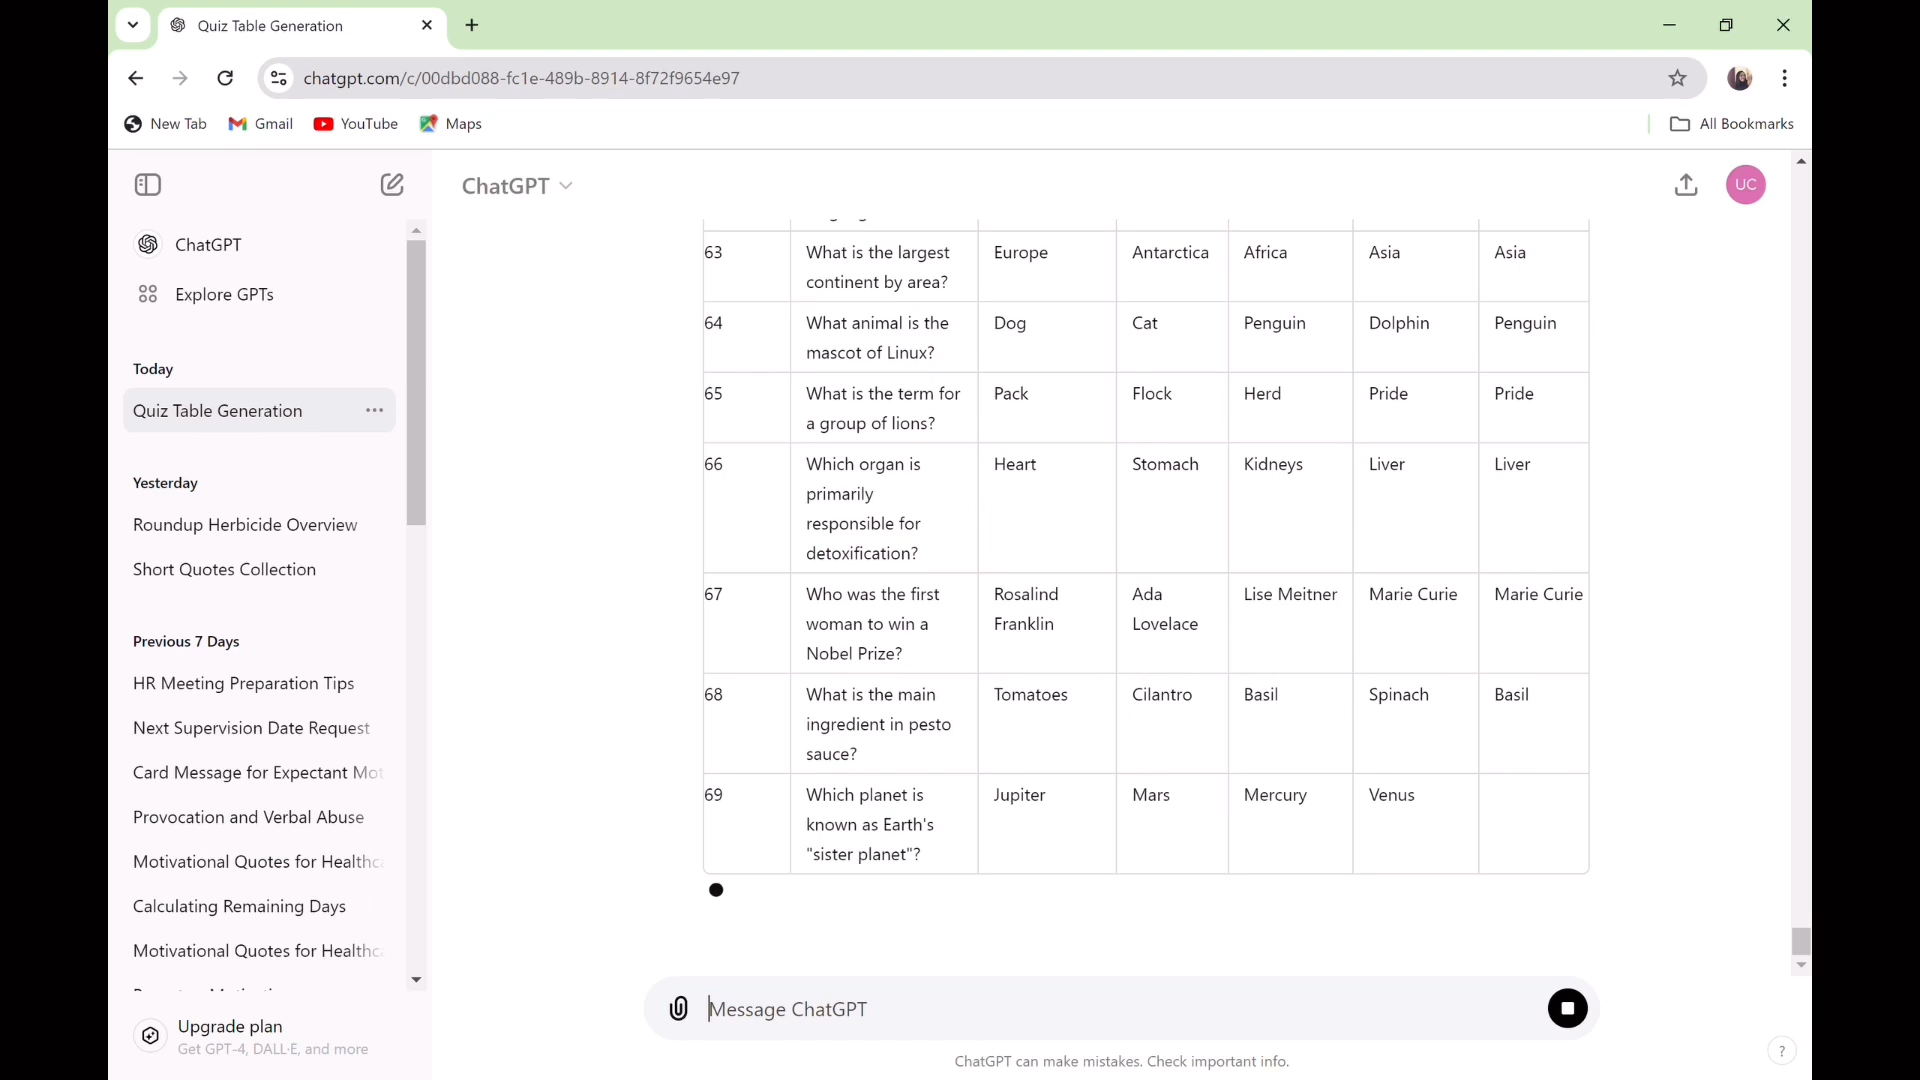 Quiz Table Generation
chatgpt.com/c/00dbd088-fc1e-489b-8914-8f72f9654e97
New Tab
Gmail
YouTube
Maps
All Bookmarks
ChatGPT
UC
ChatGPT
Explore GPTs
Today
Quiz Table Generation
Yesterday
Roundup Herbicide Overview
Short Quotes Collection
Previous 7 Days
HR Meeting Preparation Tips
Next Supervision Date Request
Card Message for Expectant Mot
Provocation and Verbal Abuse
Motivational Quotes for Healthca
Calculating Remaining Days
Motivational Quotes for Healthca
Upgrade plan
Get GPT-4, DALL·E, and more
63 What is the largest Europe Antarctica Africa Asia Asia
continent by area?
64 What animal is the Dog Cat Penguin Dolphin Penguin
mascot of Linux?
65 What is the term for Pack Flock Herd Pride Pride
a group of lions?
66 Which organ is Heart Stomach Kidneys Liver Liver
primarily
responsible for
detoxification?
67 Who was the first Rosalind Ada Lise Meitner Marie Curie Marie Curie
woman to win a Franklin Lovelace
Nobel Prize?
68 What is the main Tomatoes Cilantro Basil Spinach Basil
ingredient in pesto
sauce?
69 Which planet is Jupiter Mars Mercury Venus
known as Earth's
"sister planet"?
Message ChatGPT
ChatGPT can make mistakes. Check important info.
?